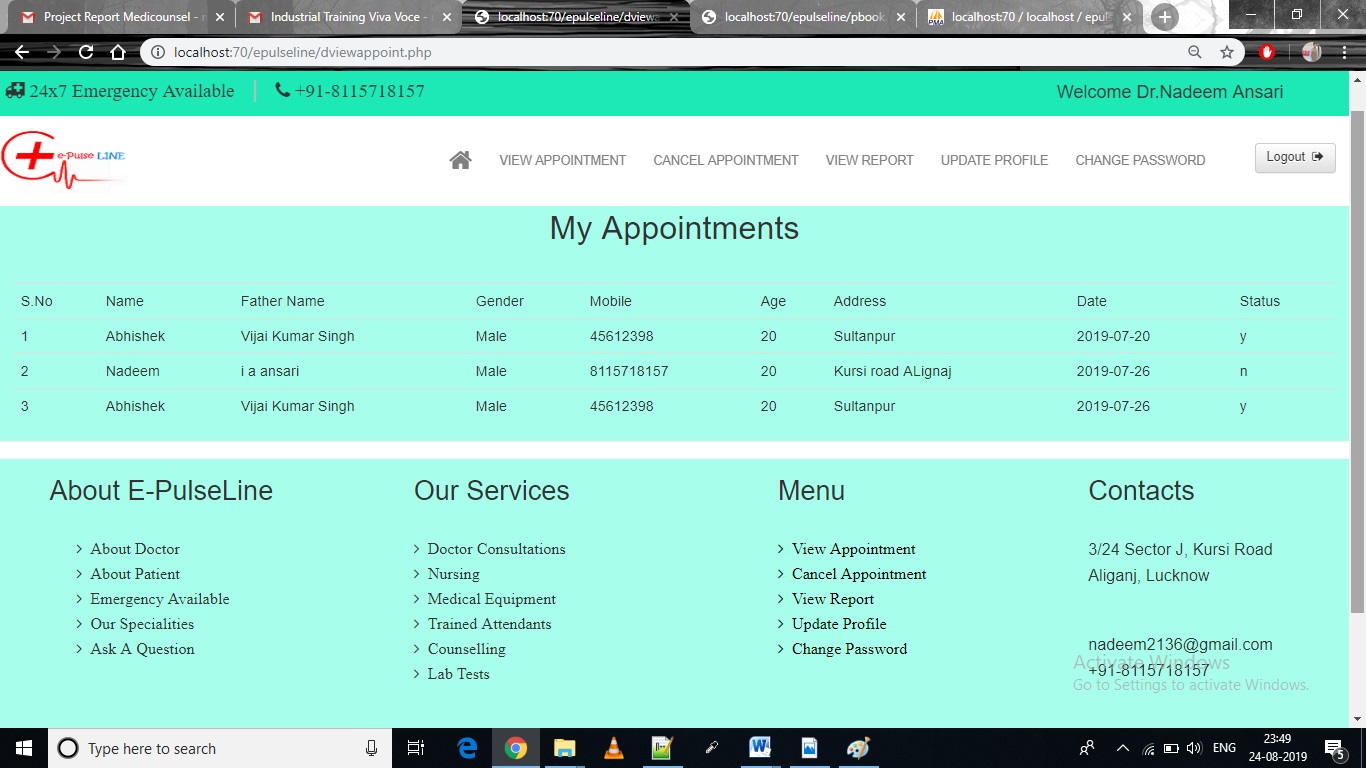 Project Report Medicounsel - n
Industrial Training Viva Voce -
localhost:70/epulseline/dviewa
localhost:70/epulseline/pbook
localhost:70 / localhost / epuls
localhost:70/epulseline/dviewappoint.php
24x7 Emergency Available
+91-8115718157
Welcome Dr.Nadeem Ansari
e-Pulse LINE
VIEW APPOINTMENT CANCEL APPOINTMENT VIEW REPORT UPDATE PROFILE CHANGE PASSWORD
Logout
My Appointments
S.No Name Father Name Gender Mobile Age Address Date Status
1 Abhishek Vijai Kumar Singh Male 45612398 20 Sultanpur 2019-07-20 y
2 Nadeem i a ansari Male 8115718157 20 Kursi road ALignaj 2019-07-26 n
3 Abhishek Vijai Kumar Singh Male 45612398 20 Sultanpur 2019-07-26 y
About E-PulseLine
About Doctor
About Patient
Emergency Available
Our Specialities
Ask A Question
Our Services
Doctor Consultations
Nursing
Medical Equipment
Trained Attendants
Counselling
Lab Tests
Menu
View Appointment
Cancel Appointment
View Report
Update Profile
Change Password
Contacts
3/24 Sector J, Kursi Road
Aliganj, Lucknow
nadeem2136@gmail.com
+91-8115718157
Activate Windows
Go to Settings to activate Windows.
Type here to search
ENG
23:49
24-08-2019
5